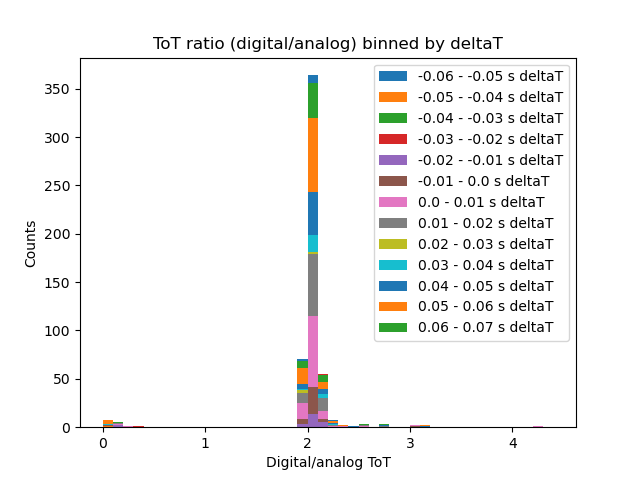 ToT ratio (digital/analog) binned by deltaT
-0.06 - -0.05 s deltaT
-0.05 - -0.04 s deltaT
-0.04 - -0.03 s deltaT
-0.03 - -0.02 s deltaT
-0.02 - -0.01 s deltaT
-0.01 - 0.0 s deltaT
0.0 - 0.01 s deltaT
0.01 - 0.02 s deltaT
0.02 - 0.03 s deltaT
0.03 - 0.04 s deltaT
0.04 - 0.05 s deltaT
0.05 - 0.06 s deltaT
0.06 - 0.07 s deltaT
Counts
350
300
250
200
150
100
50
0
0 1 2 3 4
Digital/analog ToT